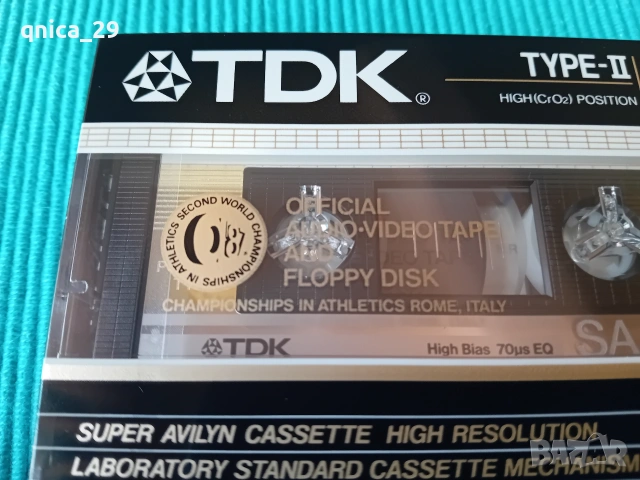 qnica_29
TDK®
TYPE-II
HIGH(CrO2) POSITION
IN ATHLETICS SECOND WORLD CHAMPIONSHIPS
'87
OFFICIAL
AUDIO·VIDEO TAPE
AND
FLOPPY DISK
CHAMPIONSHIPS IN ATHLETICS ROME, ITALY
TDK
High Bias 70µs EQ
SA
SUPER AVILYN CASSETTE HIGH RESOLUTION
LABORATORY STANDARD CASSETTE MECHANISM
BAZAR